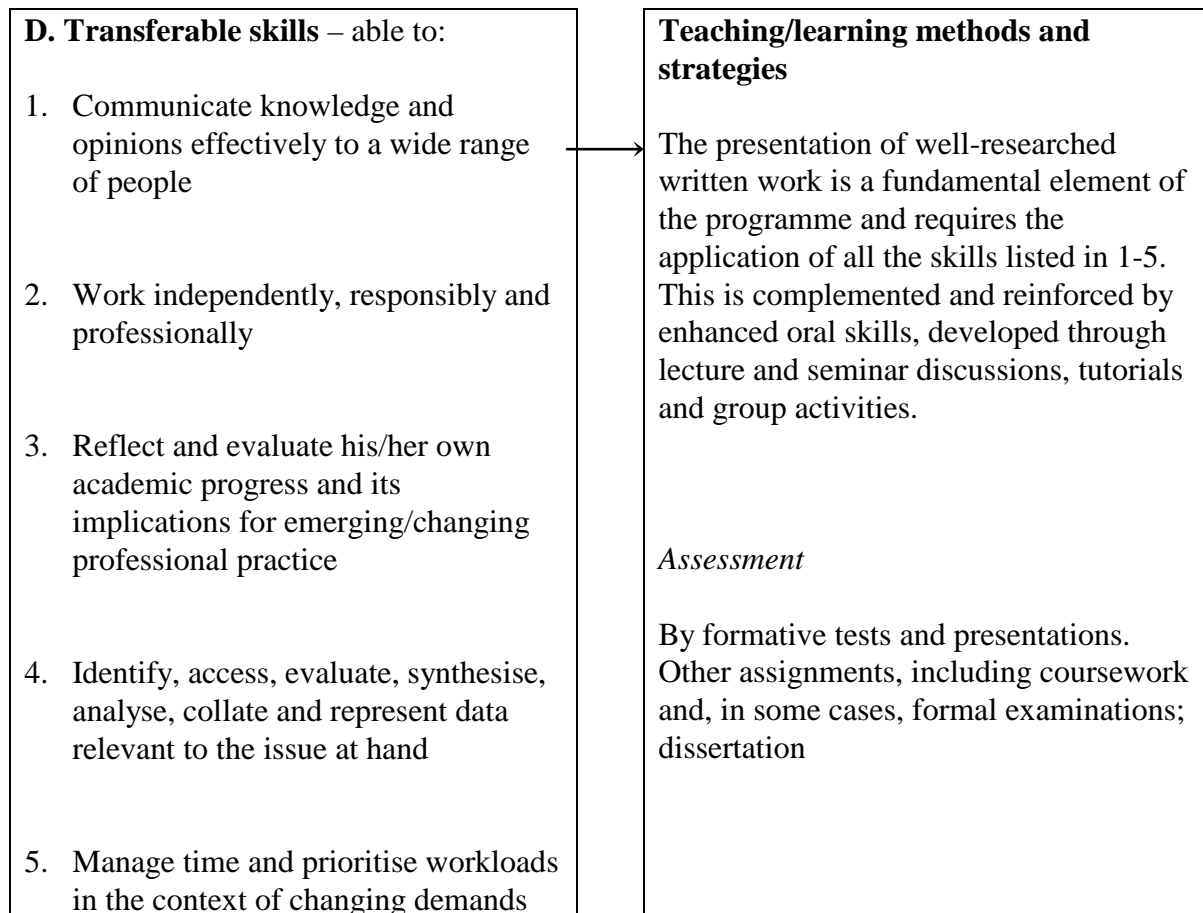 D. Transferable skills – able to:
1. Communicate knowledge and
opinions effectively to a wide range
of people
2. Work independently, responsibly and
professionally
3. Reflect and evaluate his/her own
academic progress and its
implications for emerging/changing
professional practice
4. Identify, access, evaluate, synthesise,
analyse, collate and represent data
relevant to the issue at hand
5. Manage time and prioritise workloads
in the context of changing demands
Teaching/learning methods and
strategies
The presentation of well-researched
written work is a fundamental element of
the programme and requires the
application of all the skills listed in 1-5.
This is complemented and reinforced by
enhanced oral skills, developed through
lecture and seminar discussions, tutorials
and group activities.
Assessment
By formative tests and presentations.
Other assignments, including coursework
and, in some cases, formal examinations;
dissertation